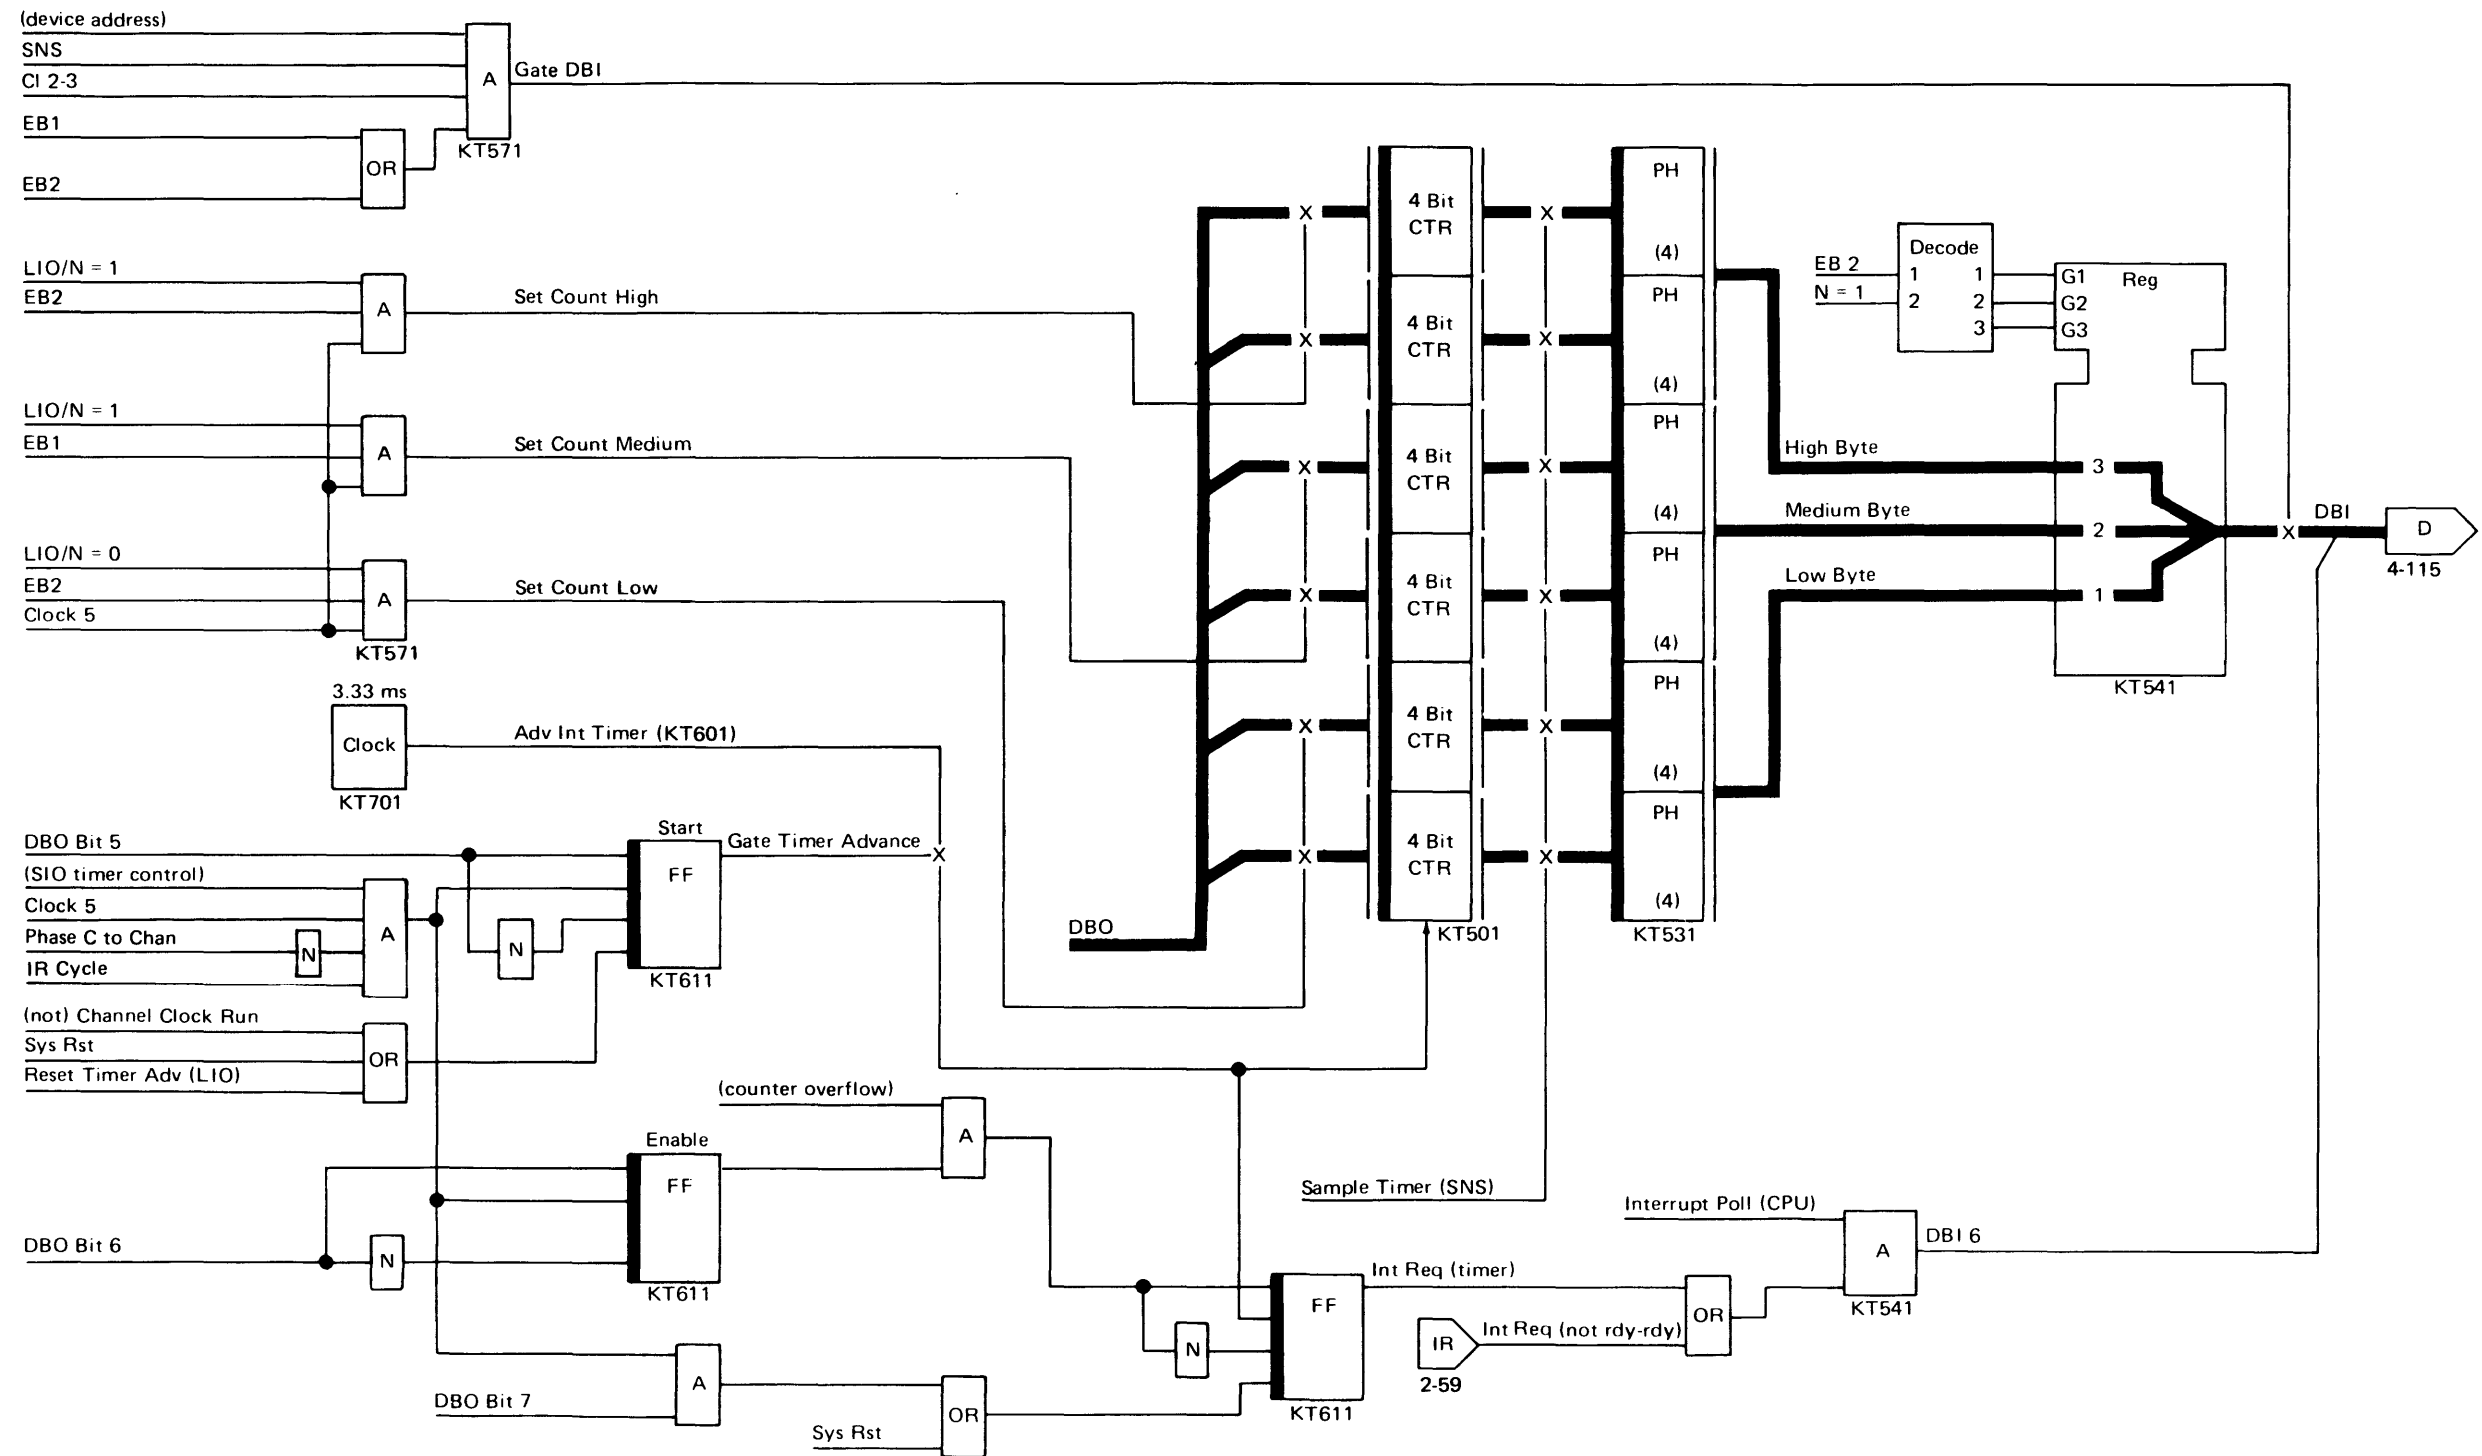 (device address)
SNS
CI 2-3
EB1
EB2
OR
A
KT571
Gate DBI
LIO/N = 1
EB2
A
Set Count High
LIO/N = 1
EB1
A
Set Count Medium
LIO/N = 0
EB2
Clock 5
A
KT571
Set Count Low
3.33 ms
Clock
KT701
Adv Int Timer (KT601)
DBO Bit 5
(SIO timer control)
Clock 5
Phase C to Chan
IR Cycle
N
A
N
Start
FF
KT611
Gate Timer Advance
X
(not) Channel Clock Run
Sys Rst
Reset Timer Adv (LIO)
OR
(counter overflow)
A
Enable
FF
KT611
DBO Bit 6
N
DBO Bit 7
A
Sys Rst
OR
N
FF
KT611
Int Req (timer)
IR
2-59
Int Req (not rdy-rdy)
OR
Interrupt Poll (CPU)
A
KT541
DBI 6
Sample Timer (SNS)
DBO
X
X
X
X
X
X
4 Bit
CTR
4 Bit
CTR
4 Bit
CTR
4 Bit
CTR
4 Bit
CTR
4 Bit
CTR
KT501
X
X
X
X
X
X
PH
(4)
PH
(4)
PH
(4)
PH
(4)
PH
(4)
PH
(4)
KT531
EB 2
N = 1
Decode
1 1
2 2
3
G1
G2
G3
Reg
High Byte
3
Medium Byte
2
Low Byte
1
KT541
X
DBI
D
4-115